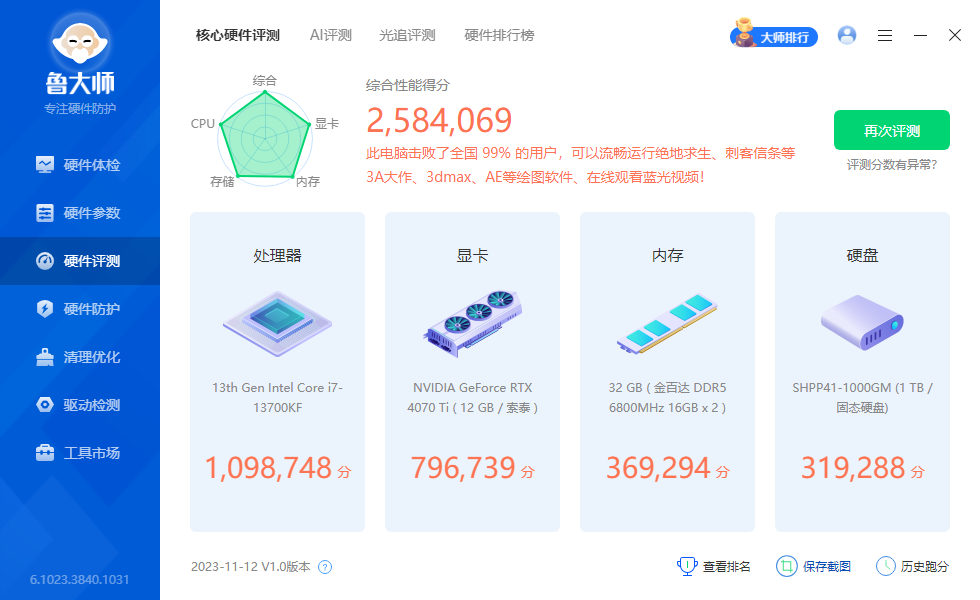 鲁大师
专注硬件防护
硬件体检
硬件参数
硬件评测
硬件防护
清理优化
驱动检测
工具市场
6.1023.3840.1031
核心硬件评测 AI评测 光追评测 硬件排行榜
大师排行
综合
CPU
显卡
存储
内存
综合性能得分
2,584,069
此电脑击败了全国 99% 的用户，可以流畅运行绝地求生、刺客信条等
3A大作、3dmax、AE等绘图软件、在线观看蓝光视频！
再次评测
评测分数有异常?
处理器
13th Gen Intel Core i7-
13700KF
1,098,748 分
显卡
NVIDIA GeForce RTX
4070 Ti ( 12 GB / 索泰 )
796,739 分
内存
32 GB ( 金百达 DDR5
6800MHz 16GB x 2 )
369,294 分
硬盘
SHPP41-1000GM (1 TB /
固态硬盘)
319,288 分
2023-11-12 V1.0版本 ?
查看排名
保存截图
历史跑分